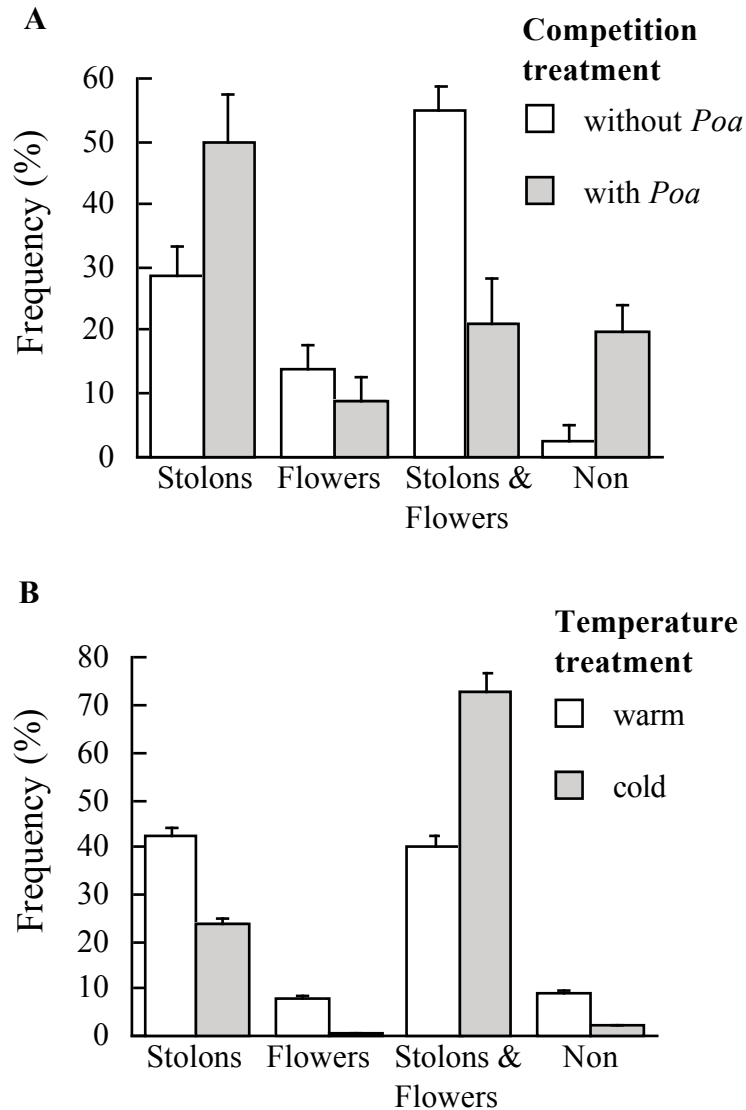 A
Competition
treatment
without Poa
with Poa
Frequency (%)
60
50
40
30
20
10
0
Stolons Flowers Stolons & Non
Flowers
B
Temperature
treatment
warm
cold
Frequency (%)
80
70
60
50
40
30
20
10
0
Stolons Flowers Stolons & Non
Flowers